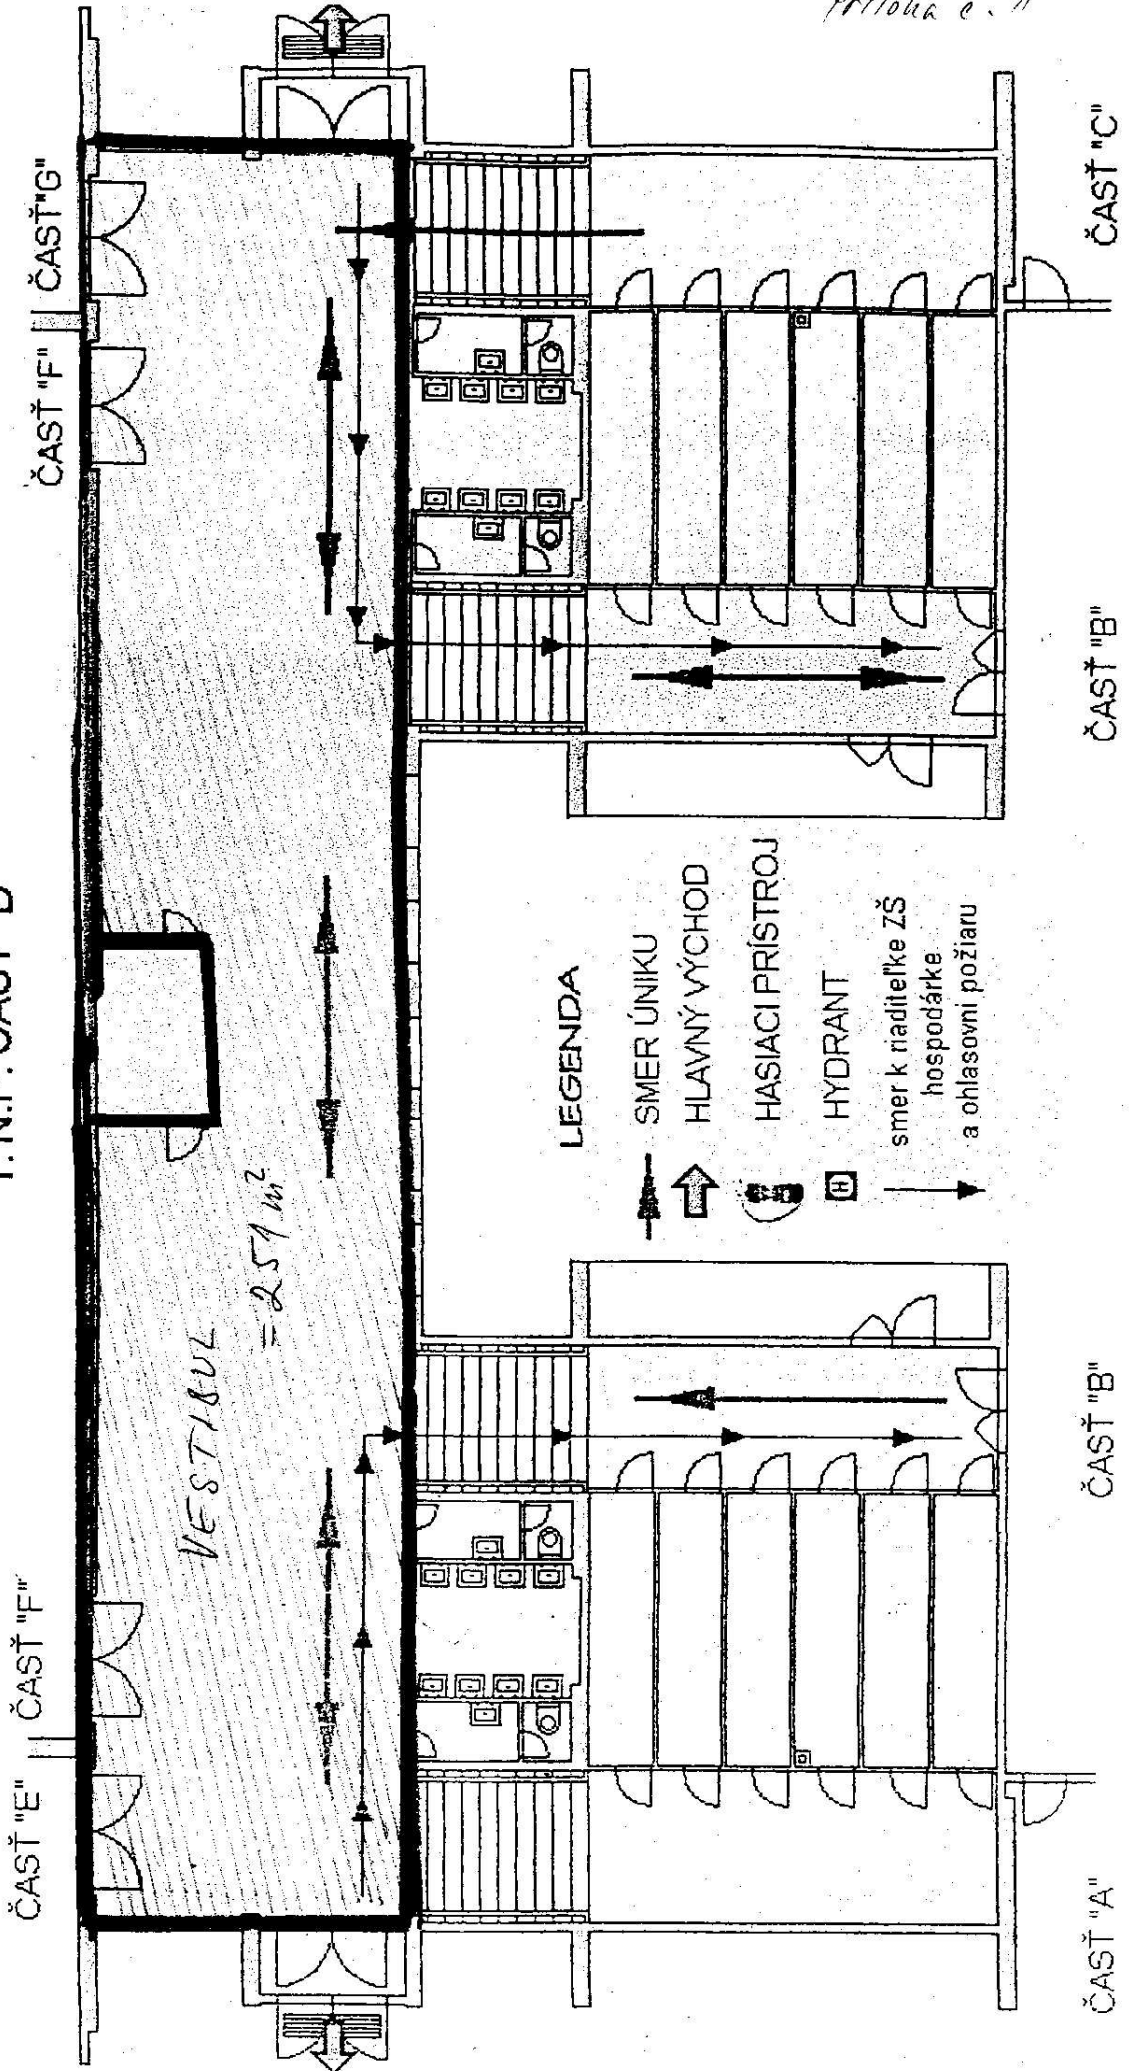 ČASŤ "E"
ČASŤ "F"
ČASŤ "F"
ČASŤ "G"
VESTIBUL
= 251 m²
LEGENDA
SMER ÚNIKU
HLAVNÝ VÝCHOD
HASIACI PRÍSTROJ
H HYDRANT
smer k riaditeľke ZŠ
hospodárke
a ohlasovni požiaru
ČASŤ "A"
ČASŤ "B"
ČASŤ "B"
ČASŤ "C"